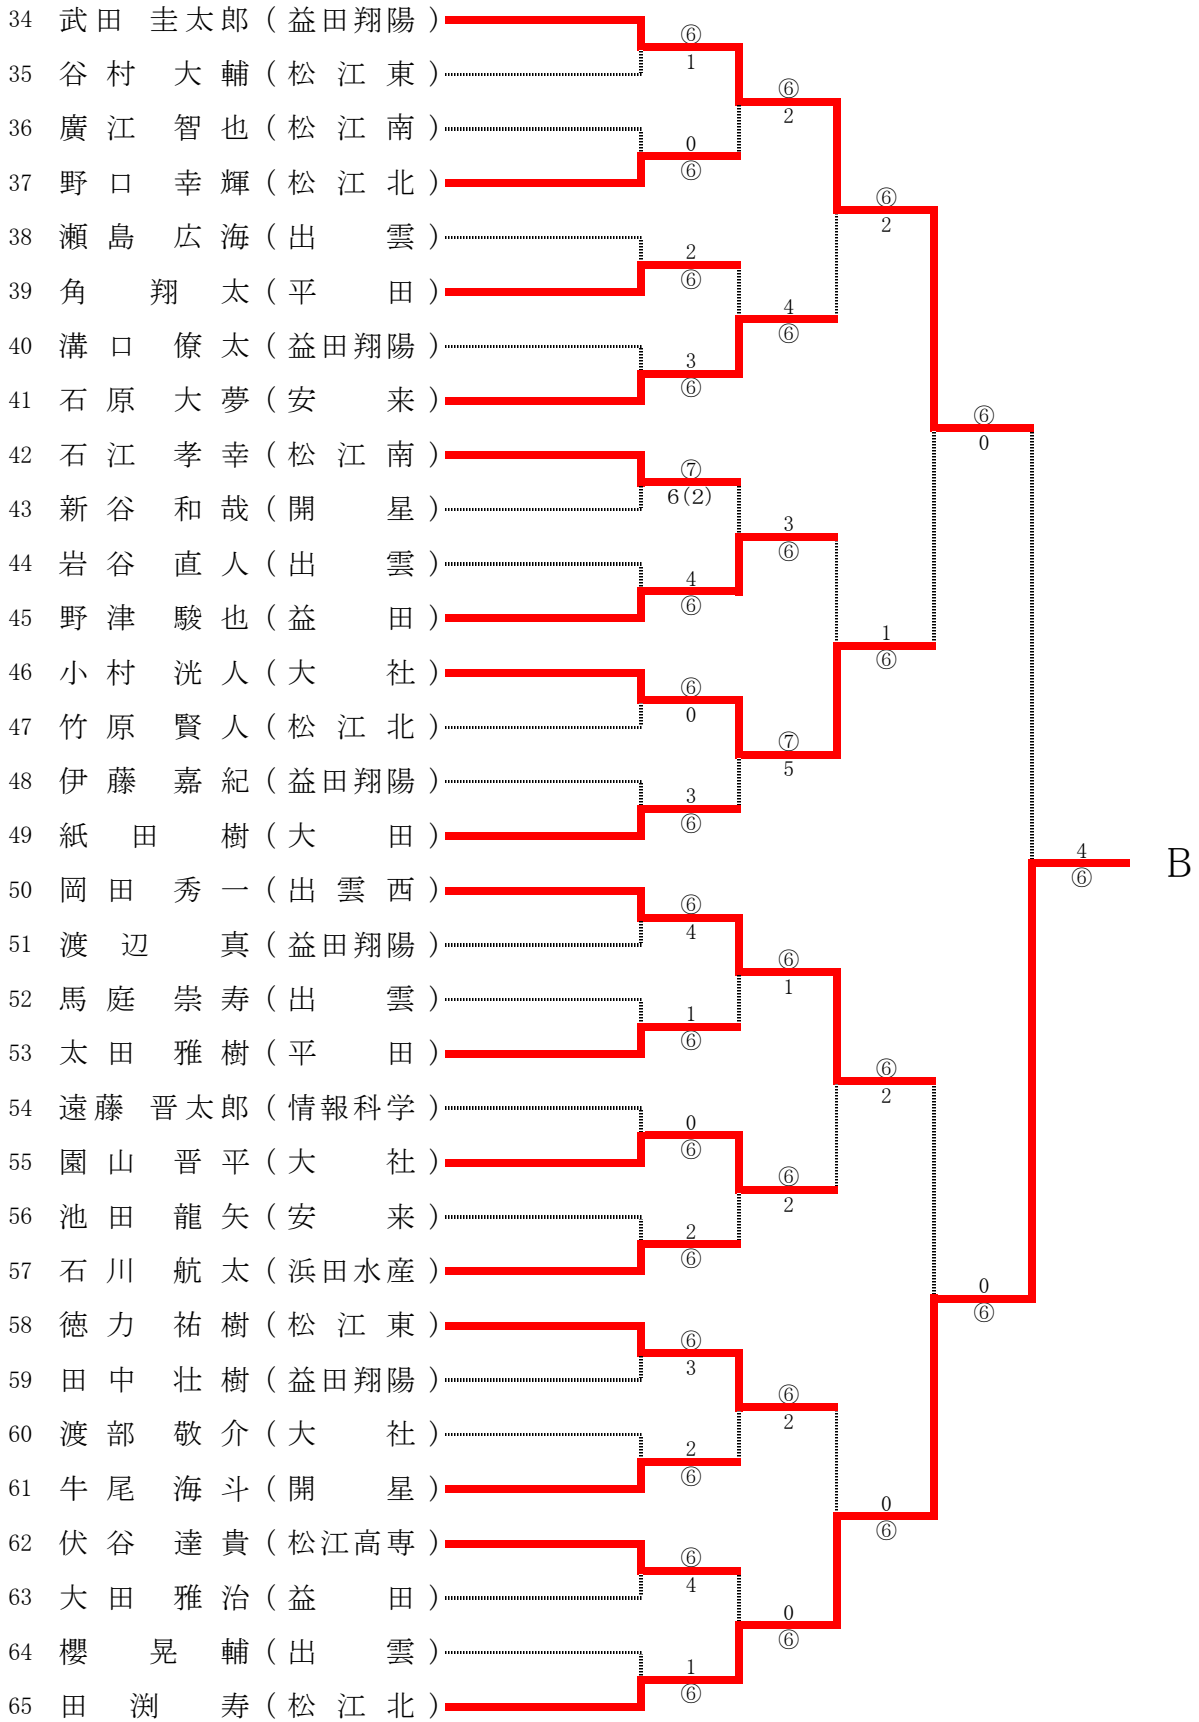 34 武田 圭太郎 (益田翔陽)
⑥
1
35 谷村 大輔 (松江東)
⑥
2
36 廣江 智也 (松江南)
0
⑥
37 野口 幸輝 (松江北)
⑥
2
38 瀬島 広海 (出雲)
2
⑥
39 角 翔太 (平田)
4
⑥
40 溝口 僚太 (益田翔陽)
3
⑥
41 石原 大夢 (安来)
⑥
0
42 石江 孝幸 (松江南)
⑦
6(2)
43 新谷 和哉 (開星)
3
⑥
44 岩谷 直人 (出雲)
4
⑥
45 野津 駿也 (益田)
1
⑥
46 小村 洸人 (大社)
⑥
0
47 竹原 賢人 (松江北)
⑦
5
48 伊藤 嘉紀 (益田翔陽)
3
⑥
49 紙田 樹 (大田)
4
⑥
B
50 岡田 秀一 (出雲西)
⑥
4
51 渡辺 真 (益田翔陽)
⑥
1
52 馬庭 崇寿 (出雲)
1
⑥
53 太田 雅樹 (平田)
⑥
2
54 遠藤 晋太郎 (情報科学)
0
⑥
55 園山 晋平 (大社)
⑥
2
56 池田 龍矢 (安来)
2
⑥
57 石川 航太 (浜田水産)
0
⑥
58 徳力 祐樹 (松江東)
⑥
3
59 田中 壮樹 (益田翔陽)
⑥
2
60 渡部 敬介 (大社)
2
⑥
61 牛尾 海斗 (開星)
0
⑥
62 伏谷 達貴 (松江高専)
⑥
4
63 大田 雅治 (益田)
0
⑥
64 櫻 晃輔 (出雲)
1
⑥
65 田渕 寿 (松江北)